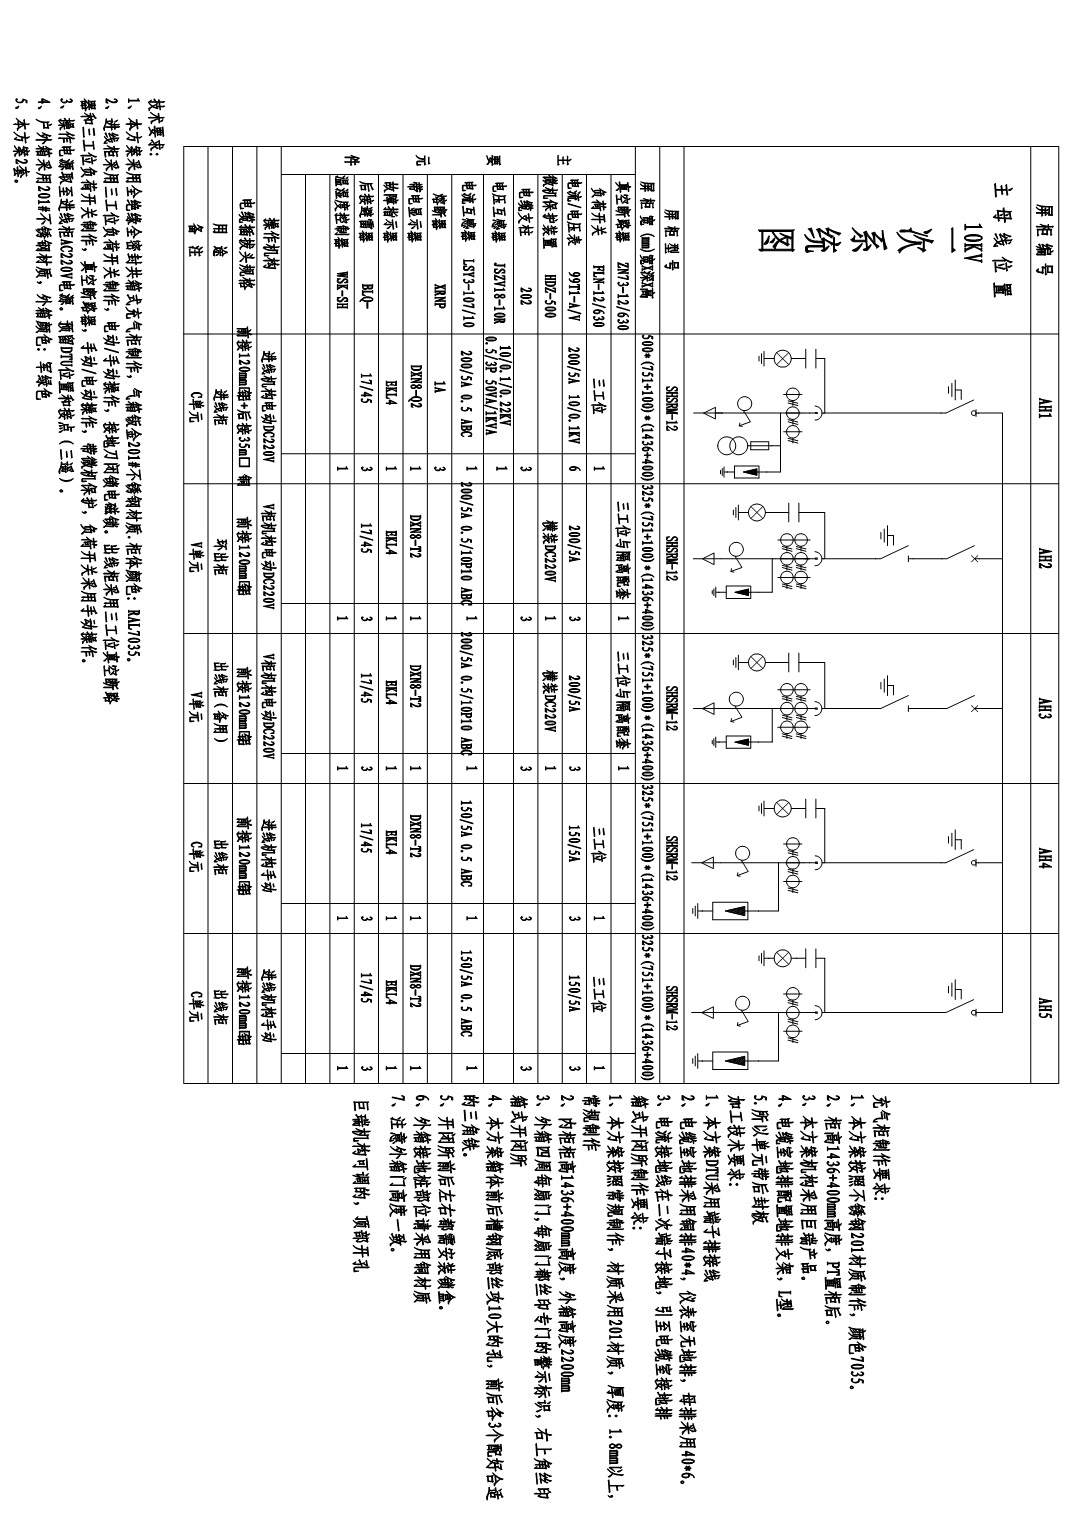 屏柜编号 AH1 AH2 AH3 AH4 AH5
主母线位置
10KV
一次系统图
屏柜型号 SHSRM-12 SHSRM-12 SHSRM-12 SHSRM-12 SHSRM-12
屏柜宽(mm)宽X深X高 500*(751+100)*(1436+400) 325*(751+100)*(1436+400) 325*(751+100)*(1436+400) 325*(751+100)*(1436+400) 325*(751+100)*(1436+400)
主要元件
真空断路器 ZN73-12/630 三工位与隔离配套 1 三工位与隔离配套 1
负荷开关 FLN-12/630 三工位 1 三工位 1 三工位 1
电流/电压表 99T1-A/V 200/5A 10/0.1KV 6 200/5A 3 200/5A 3 150/5A 3 150/5A 3
微机保护装置 HDZ-500 横装DC220V 1 横装DC220V 1
电缆支柱 202 3 3 3 3 3
电压互感器 JSZV18-10R 10/0.1/0.22KV 0.5/3P 50VA/1KVA 1
电流互感器 LSY3-107/10 200/5A 0.5 ABC 1 200/5A 0.5/10P10 ABC 1 200/5A 0.5/10P10 ABC 1 150/5A 0.5 ABC 1 150/5A 0.5 ABC 1
熔断器 XRNP 1A 3
带电显示器 DXN8-Q2 1 DXN8-T2 1 DXN8-T2 1 DXN8-T2 1 DXN8-T2 1
故障指示器 EKL4 1 EKL4 1 EKL4 1 EKL4 1 EKL4 1
后接避雷器 BLQ- 17/45 3 17/45 3 17/45 3 17/45 3 17/45 3
温湿度控制器 WSK-SH 1 1 1 1 1
操作机构 进线机构电动DC220V V柜机构电动DC220V V柜机构电动DC220V 进线机构手动 进线机构手动
电缆插拔头规格 前接120mm 铜+后接35m 铜 前接120mm 前接120mm 前接120mm 前接120mm
用途 进线柜 环出柜 出线柜(备用) 出线柜 出线柜
备注 C单元 V单元 V单元 C单元 C单元
技术要求:
1、本方案采用全绝缘全密封共箱式充气柜制作,气箱钣金201#不锈钢材质.柜体颜色:RAL7035。
2、进线柜采用三工位负荷开关制作,电动/手动操作,接地刀闭锁电磁锁。出线柜采用三工位真空断路
器和三工位负荷开关制作,真空断路器,手动/电动操作,带微机保护,负荷开关采用手动操作。
3、操作电源取至进线柜AC220V电源。预留DTU位置和接点(三遥)。
4、户外箱采用201#不锈钢材质,外箱颜色:军绿色
5、本方案2套。
充气柜制作要求:
1、本方案按照不锈钢201材质制作,颜色7035。
2、柜高1436+400mm高度,PT置柜后。
3、本方案机构采用巨瑞产品。
4、电缆室地排配置地排支架,L型。
5.所以单元带后封板
加工技术要求:
1、本方案DTU采用端子排接线
2、电缆室地排采用铜排40*4,仪表室无地排,母排采用40*6。
3、电流接地线在二次端子接地,引至电缆室接地排
箱式开闭所制作要求:
1、本方案按照常规制作,材质采用201材质,厚度:1.8mm以上,
常规制作
2、内柜柜高1436+400mm高度,外箱高度2200mm
3、外箱四周每扇门,每扇门都丝印专门的警示标识,右上角丝印
箱式开闭所
4、本方案箱体前后槽钢底部丝攻10大的孔,前后各3个配好合适
的三角铁。
5、开闭所前后左右都需安装锁盒。
6、外箱接地桩部位请采用铜材质
7、注意外箱门高度一致。
巨瑞机构可调的,顶部开孔